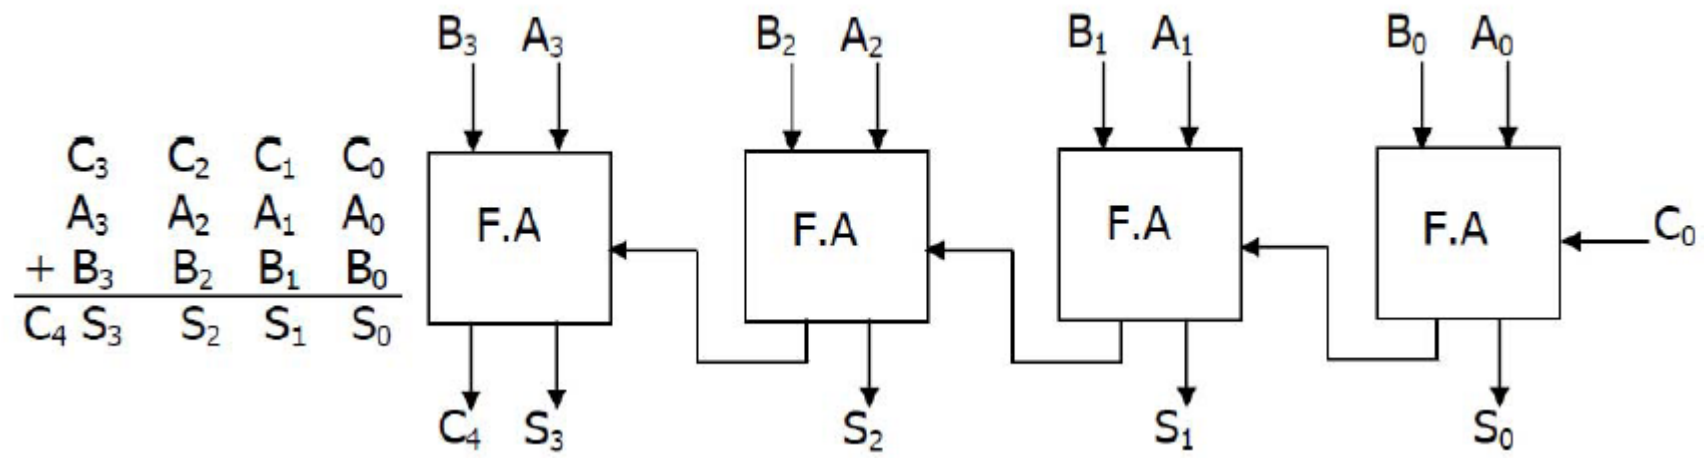 B₃ A₃ B₂ A₂ B₁ A₁ B₀ A₀
C₃ C₂ C₁ C₀
A₃ A₂ A₁ A₀
+ B₃ B₂ B₁ B₀
C₄ S₃ S₂ S₁ S₀
F.A F.A F.A F.A C₀
C₄ S₃ S₂ S₁ S₀